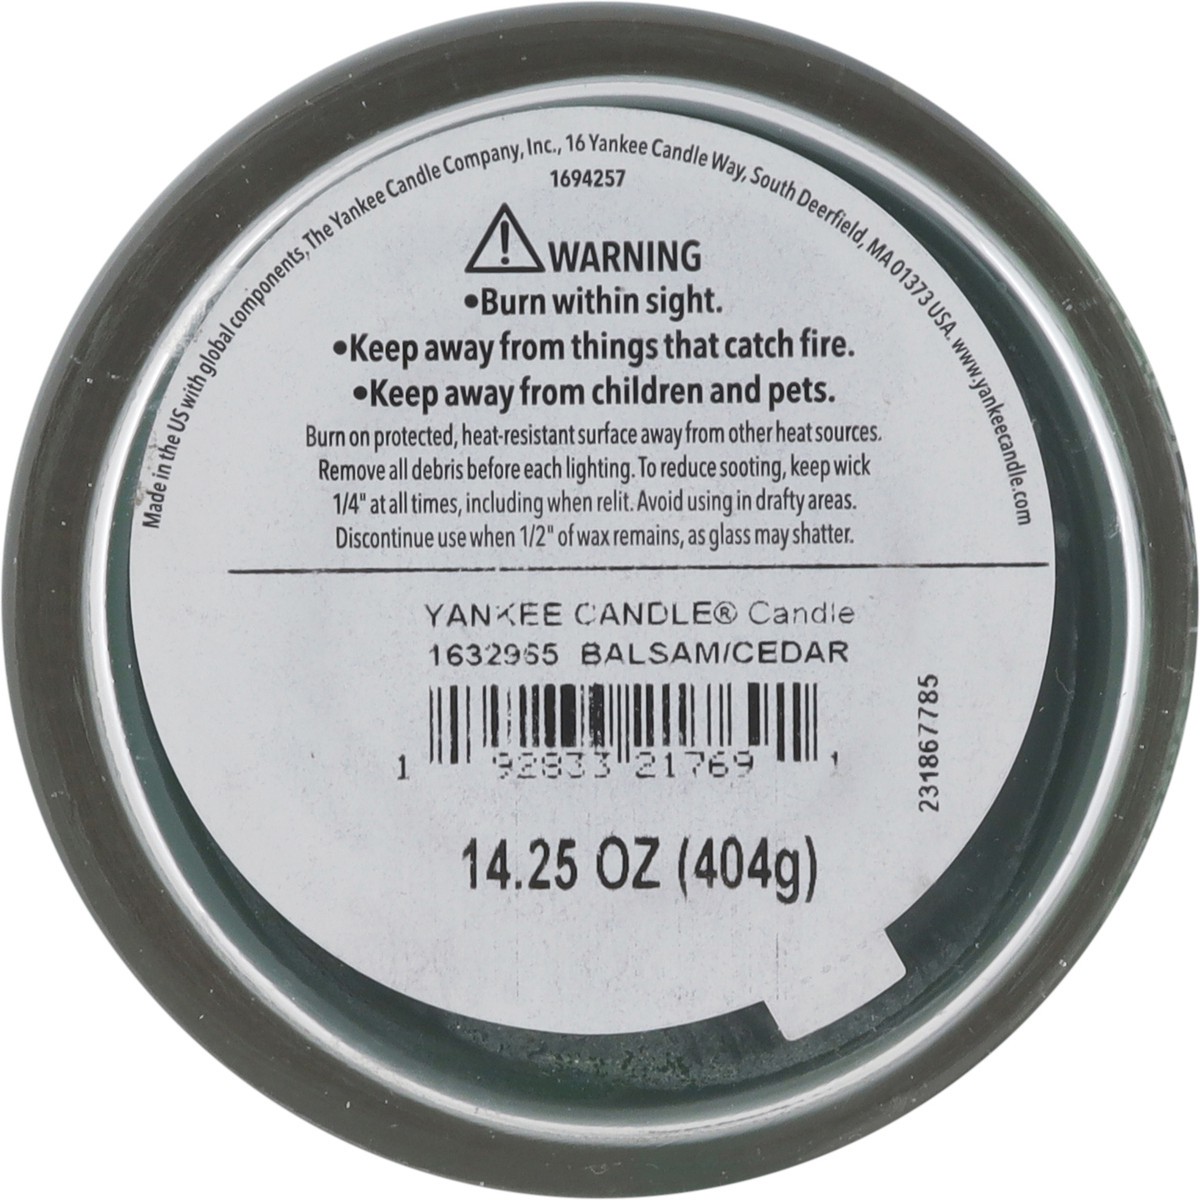 Made in the US with global components, The Yankee Candle Company, Inc., 16 Yankee Candle Way, South Deerfield, MA 01373 USA. www.yankeecandle.com
1694257
WARNING
•Burn within sight.
•Keep away from things that catch fire.
•Keep away from children and pets.
Burn on protected, heat-resistant surface away from other heat sources.
Remove all debris before each lighting. To reduce sooting, keep wick
1/4" at all times, including when relit. Avoid using in drafty areas.
Discontinue use when 1/2" of wax remains, as glass may shatter.
YANKEE CANDLE® Candle
1632965 BALSAM/CEDAR
1 92833 21769 1
231867785
14.25 OZ (404g)